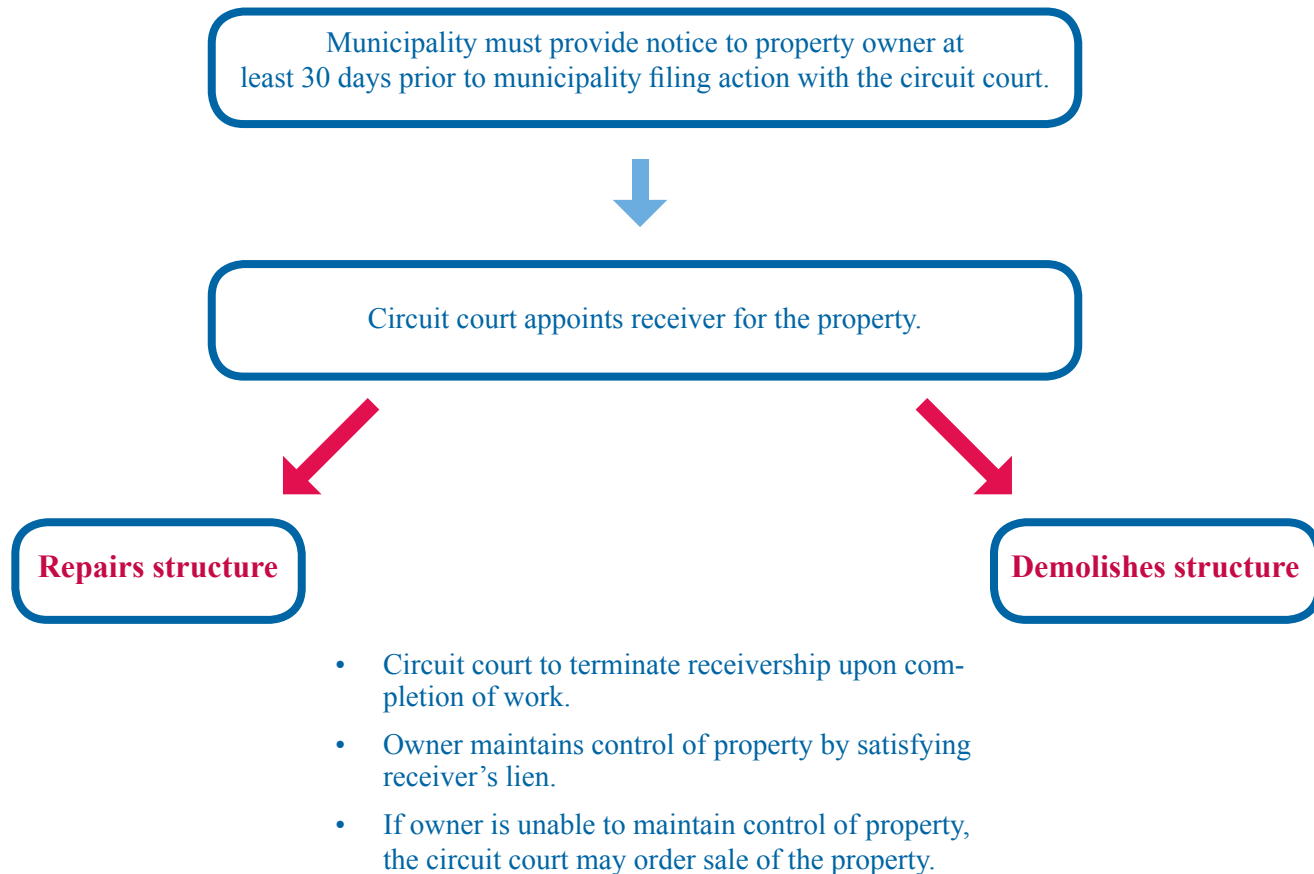 Municipality must provide notice to property owner at
least 30 days prior to municipality filing action with the circuit court.
Circuit court appoints receiver for the property.
Repairs structure
Demolishes structure
• Circuit court to terminate receivership upon com-
pletion of work.
• Owner maintains control of property by satisfying
receiver’s lien.
• If owner is unable to maintain control of property,
the circuit court may order sale of the property.